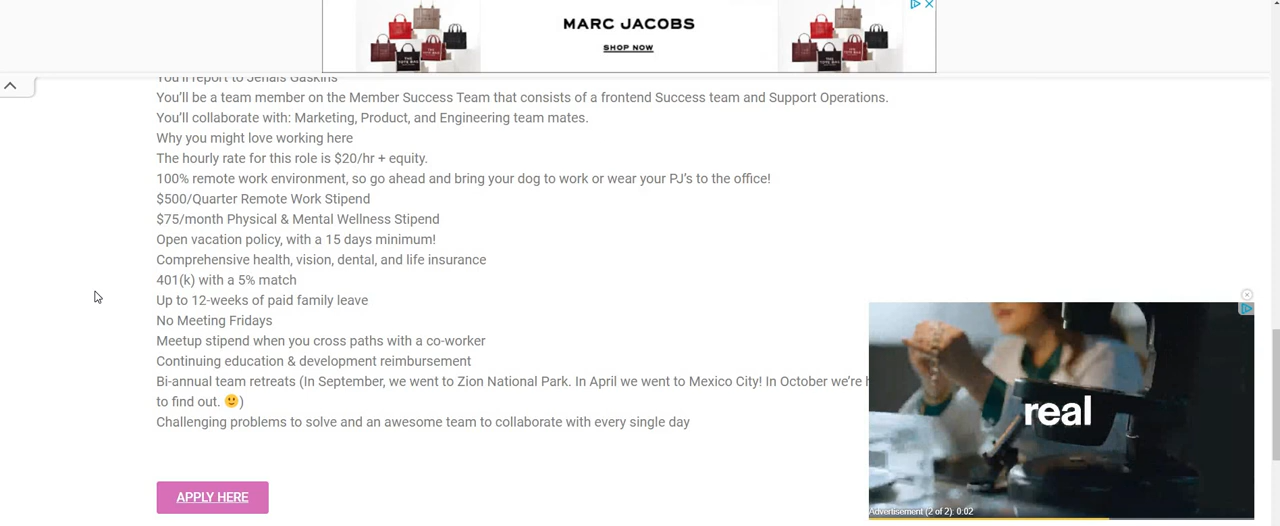 MARC JACOBS
SHOP NOW
You'll report to Jenais Gaskins
You'll be a team member on the Member Success Team that consists of a frontend Success team and Support Operations.
You'll collaborate with: Marketing, Product, and Engineering team mates.
Why you might love working here
The hourly rate for this role is $20/hr + equity.
100% remote work environment, so go ahead and bring your dog to work or wear your PJ's to the office!
$500/Quarter Remote Work Stipend
$75/month Physical & Mental Wellness Stipend
Open vacation policy, with a 15 days minimum!
Comprehensive health, vision, dental, and life insurance
401(k) with a 5% match
Up to 12-weeks of paid family leave
No Meeting Fridays
Meetup stipend when you cross paths with a co-worker
Continuing education & development reimbursement
Bi-annual team retreats (In September, we went to Zion National Park. In April we went to Mexico City! In October we're
to find out. 🙂)
Challenging problems to solve and an awesome team to collaborate with every single day
real
Advertisement (2 of 2): 0:02
APPLY HERE